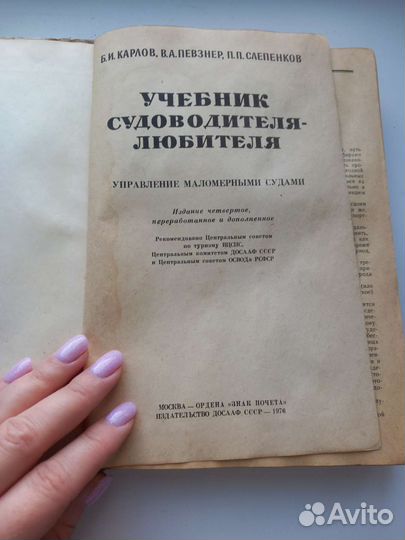 Б.И. КАРЛОВ, В.А. ПЕВЗНЕР, П.П. СЛЕПЕНКОВ
УЧЕБНИК
СУДОВОДИТЕЛЯ-
ЛЮБИТЕЛЯ
УПРАВЛЕНИЕ МАЛОМЕРНЫМИ СУДАМИ
Издание четвертое,
переработанное и дополненное
Рекомендовано Центральным советом
по туризму ВЦСПС,
Центральным комитетом ДОСААФ СССР
и Центральным советом ОСВОДа РСФСР
МОСКВА — ОРДЕНА «ЗНАК ПОЧЕТА»
ИЗДАТЕЛЬСТВО ДОСААФ СССР — 1976
Avito